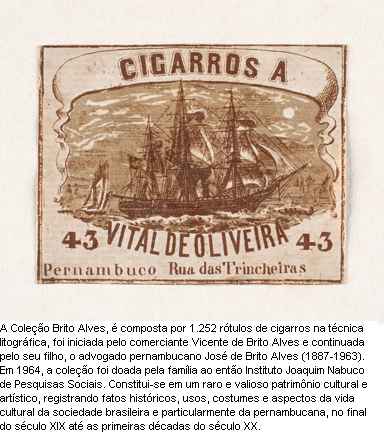 CIGARROS A
43 VITAL DE OLIVEIRA 43
Pernambuco Rua das Trincheiras
A Coleção Brito Alves, é composta por 1.252 rótulos de cigarros na técnica
litográfica, foi iniciada pelo comerciante Vicente de Brito Alves e continuada
pelo seu filho, o advogado pernambucano José de Brito Alves (1887-1963).
Em 1964, a coleção foi doada pela família ao então Instituto Joaquim Nabuco
de Pesquisas Sociais. Constitui-se em um raro e valioso patrimônio cultural e
artístico, registrando fatos históricos, usos, costumes e aspectos da vida
cultural da sociedade brasileira e particularmente da pernambucana, no final
do século XIX até as primeiras décadas do século XX.